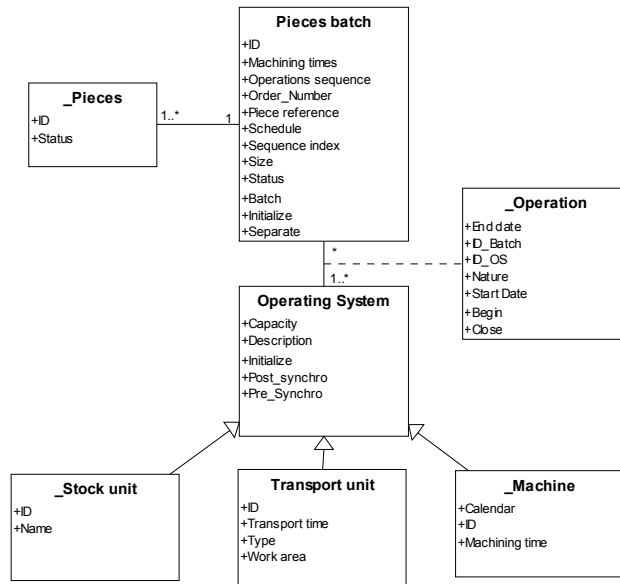 Pieces batch
+ID
+Machining times
+Operations sequence
+Order_Number
+Piece reference
+Schedule
+Sequence index
+Size
+Status
+Batch
+Initialize
+Separate
_Pieces
+ID
+Status
1..*
1
_Operation
+End date
+ID_Batch
+ID_OS
+Nature
+Start Date
+Begin
+Close
*
1..*
Operating System
+Capacity
+Description
+Initialize
+Post_synchro
+Pre_Synchro
_Stock unit
+ID
+Name
Transport unit
+ID
+Transport time
+Type
+Work area
_Machine
+Calendar
+ID
+Machining time